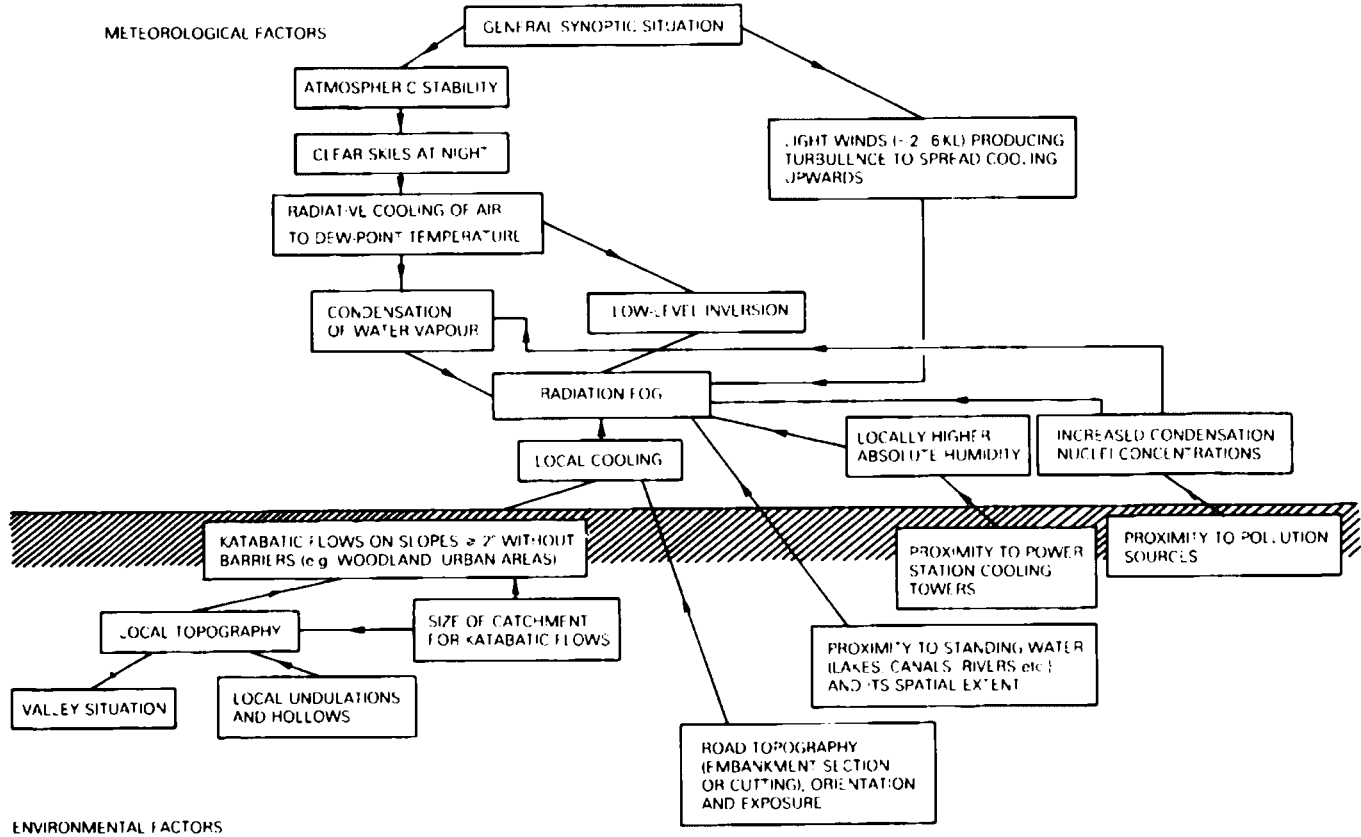 METEOROLOGICAL FACTORS
GENERAL SYNOPTIC SITUATION
ATMOSPHERIC STABILITY
CLEAR SKIES AT NIGHT
LIGHT WINDS (~2 6KL) PRODUCING
TURBULENCE TO SPREAD COOLING
UPWARDS
RADIATIVE COOLING OF AIR
TO DEW-POINT TEMPERATURE
CONDENSATION
OF WATER VAPOUR
LOW-LEVEL INVERSION
RADIATION FOG
LOCAL COOLING
LOCALLY HIGHER
ABSOLUTE HUMIDITY
INCREASED CONDENSATION
NUCLEI CONCENTRATIONS
KATABATIC FLOWS ON SLOPES ≥ 2° WITHOUT
BARRIERS (e.g. WOODLAND URBAN AREAS)
PROXIMITY TO POWER
STATION COOLING
TOWERS
PROXIMITY TO POLLUTION
SOURCES
LOCAL TOPOGRAPHY
SIZE OF CATCHMENT
FOR KATABATIC FLOWS
PROXIMITY TO STANDING WATER
(LAKES, CANALS, RIVERS etc.)
AND ITS SPATIAL EXTENT
VALLEY SITUATION
LOCAL UNDULATIONS
AND HOLLOWS
ROAD TOPOGRAPHY
(EMBANKMENT SECTION
OR CUTTING), ORIENTATION
AND EXPOSURE
ENVIRONMENTAL FACTORS